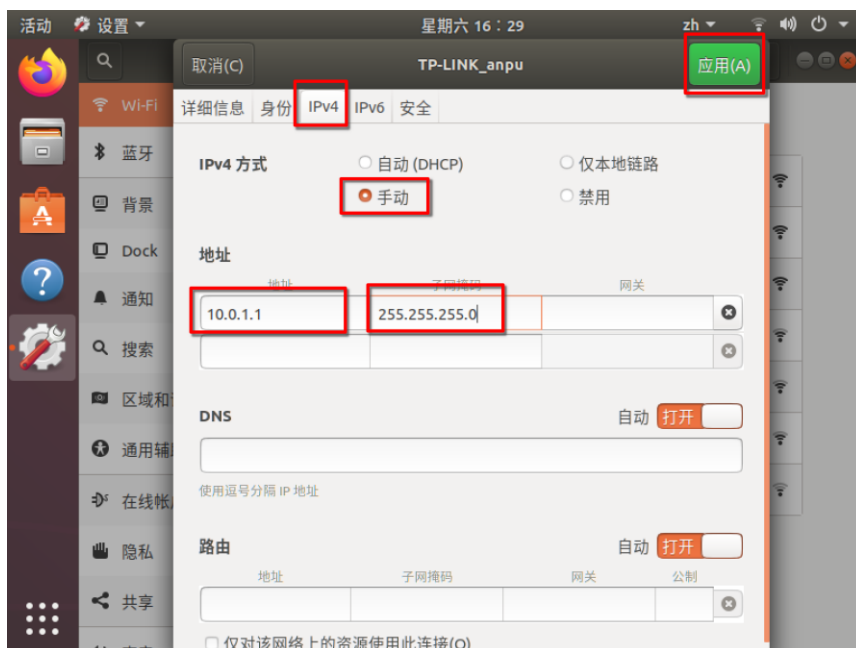 活动 设置 星期六 16：29 zh
取消(C) TP-LINK_anpu 应用(A)
Wi-Fi
蓝牙
背景
Dock
通知
搜索
区域和
通用辅
在线帐
隐私
共享
详细信息 身份 IPv4 IPv6 安全
IPv4 方式 自动 (DHCP) 仅本地链路
手动 禁用
地址
地址 子网掩码 网关
10.0.1.1 255.255.255.0
DNS 自动 打开
使用逗号分隔 IP 地址
路由 自动 打开
地址 子网掩码 网关 公制
仅对该网络上的资源使用此连接(O)